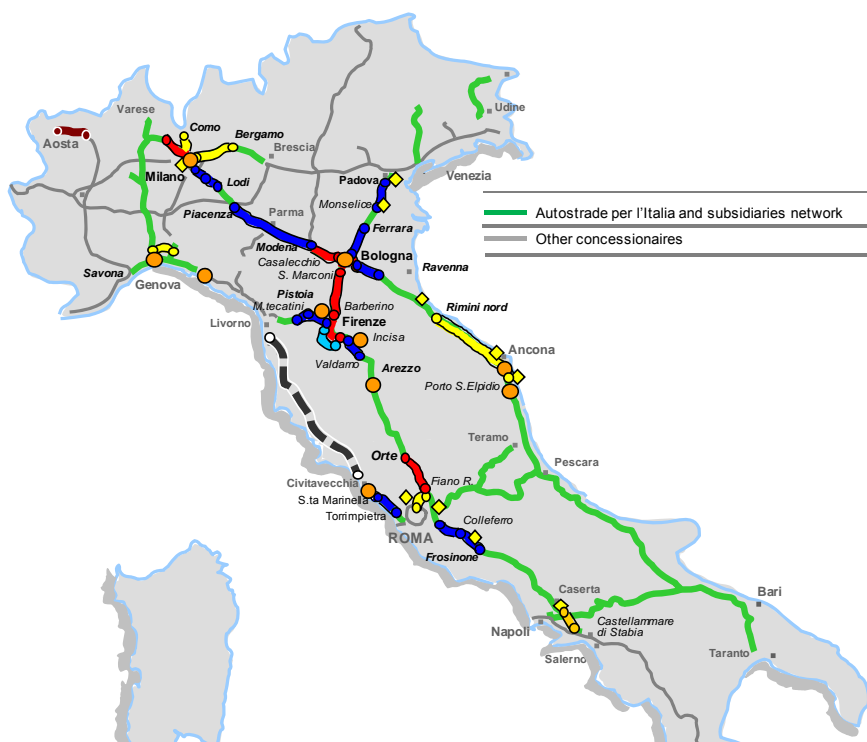 Udine
Varese
Como
Bergamo
Aosta
Brescia
Milano
Padova
Venezia
Lodi
Monselice
Piacenza
Parma
Autostrade per l'Italia and subsidiaries network
Ferrara
Other concessionaires
Modena
Casalecchio
Bologna
S. Marconi
Ravenna
Savona
Genova
Pistoia
M.tecatini
Barberino
Rimini nord
Livorno
Firenze
Incisa
Ancona
Valdarno
Arezzo
Porto S.Elpidio
Teramo
Orte
Pescara
Fiano R.
Civitavecchia
S.ta Marinella
Torrimpietra
Colleferro
ROMA
Frosinone
Caserta
Bari
Napoli
Castellammare
di Stabia
Salerno
Taranto